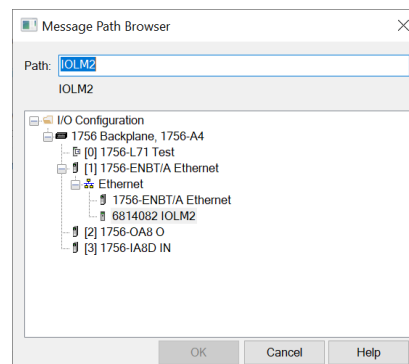 Message Path Browser
Path: IOLM2
IOLM2
I/O Configuration
1756 Backplane, 1756-A4
[0] 1756-L71 Test
[1] 1756-ENBT/A Ethernet
Ethernet
1756-ENBT/A Ethernet
6814082 IOLM2
[2] 1756-OA8 O
[3] 1756-IA8D IN
OK Cancel Help